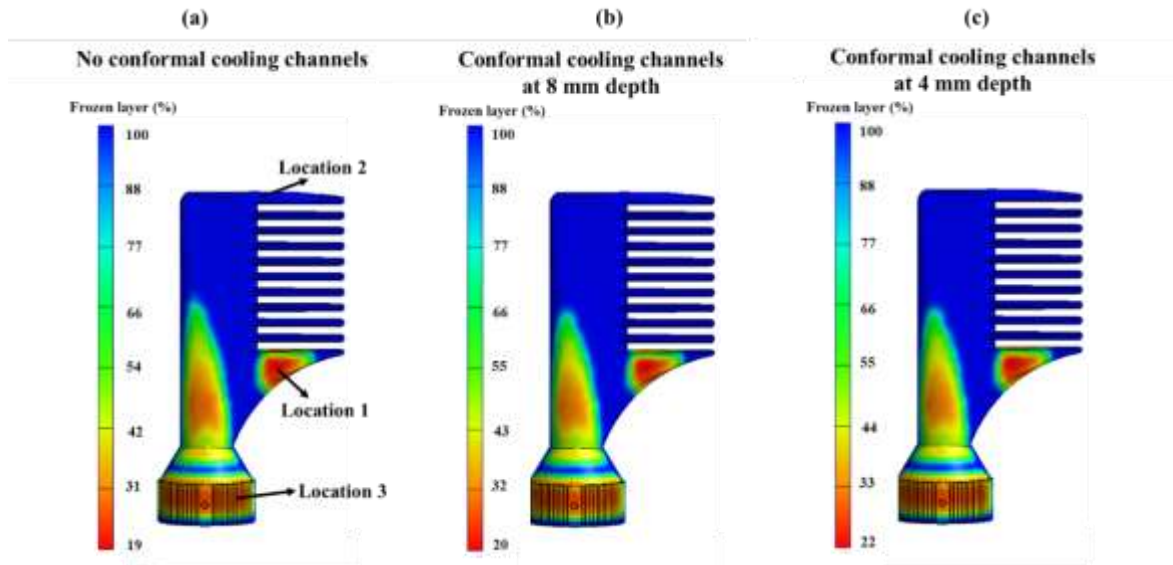 (a)
No conformal cooling channels
Frozen layer (%)
100
88
77
66
54
42
31
19
Location 2
Location 1
Location 3
(b)
Conformal cooling channels
at 8 mm depth
Frozen layer (%)
100
88
77
66
54
43
32
20
(c)
Conformal cooling channels
at 4 mm depth
Frozen layer (%)
100
88
77
66
55
44
33
22